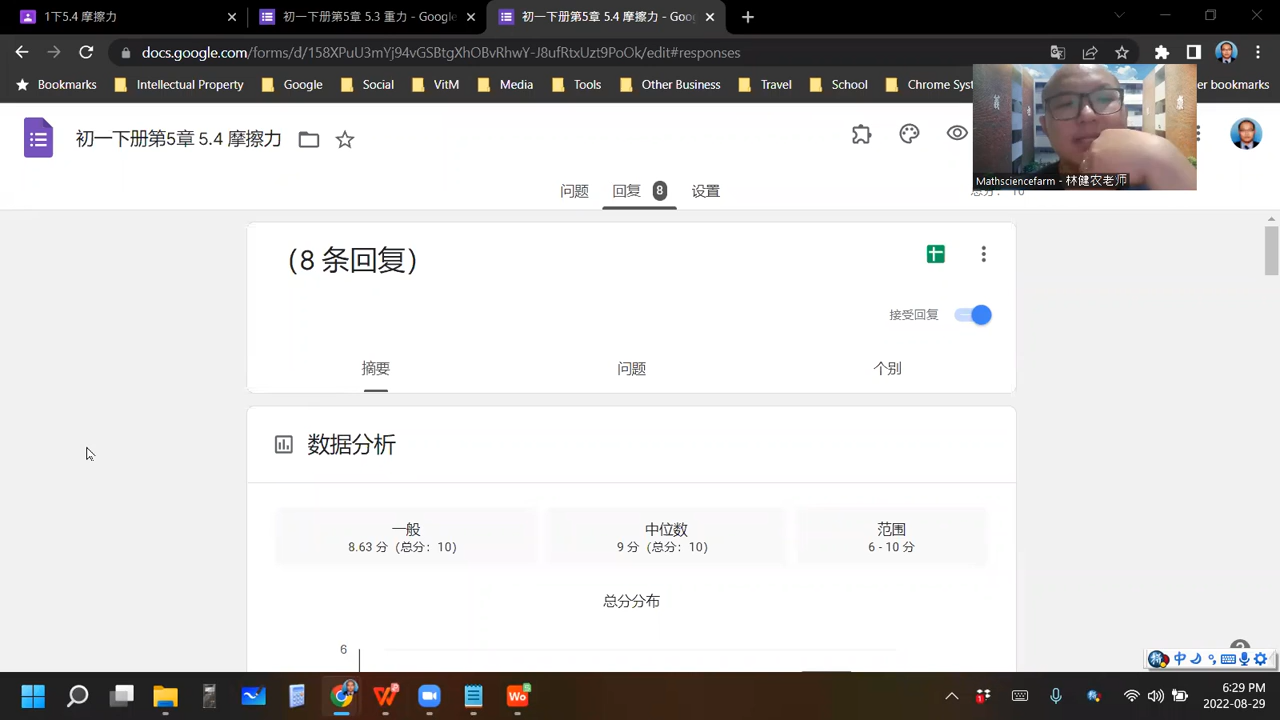 1下5.4 摩擦力
初一下册第5章 5.3 重力 - Google
初一下册第5章 5.4 摩擦力 - Goog
docs.google.com/forms/d/158XPuU3mYj94vGSBtgXhOBvRhwY-J8ufRtxUzt9PqOk/edit#responses
Bookmarks Intellectual Property Google Social VitM Media Tools Other Business Travel School Chrome Syst er bookmarks
初一下册第5章 5.4 摩擦力
Mathsciencefarm - 林健农老师
问题 回复 8 设置
总分: 10
(8 条回复)
接受回复
摘要 问题 个别
数据分析
一般 中位数 范围
8.63 分 (总分: 10) 9 分 (总分: 10) 6 - 10 分
总分分布
6
中
6:29 PM
2022-08-29